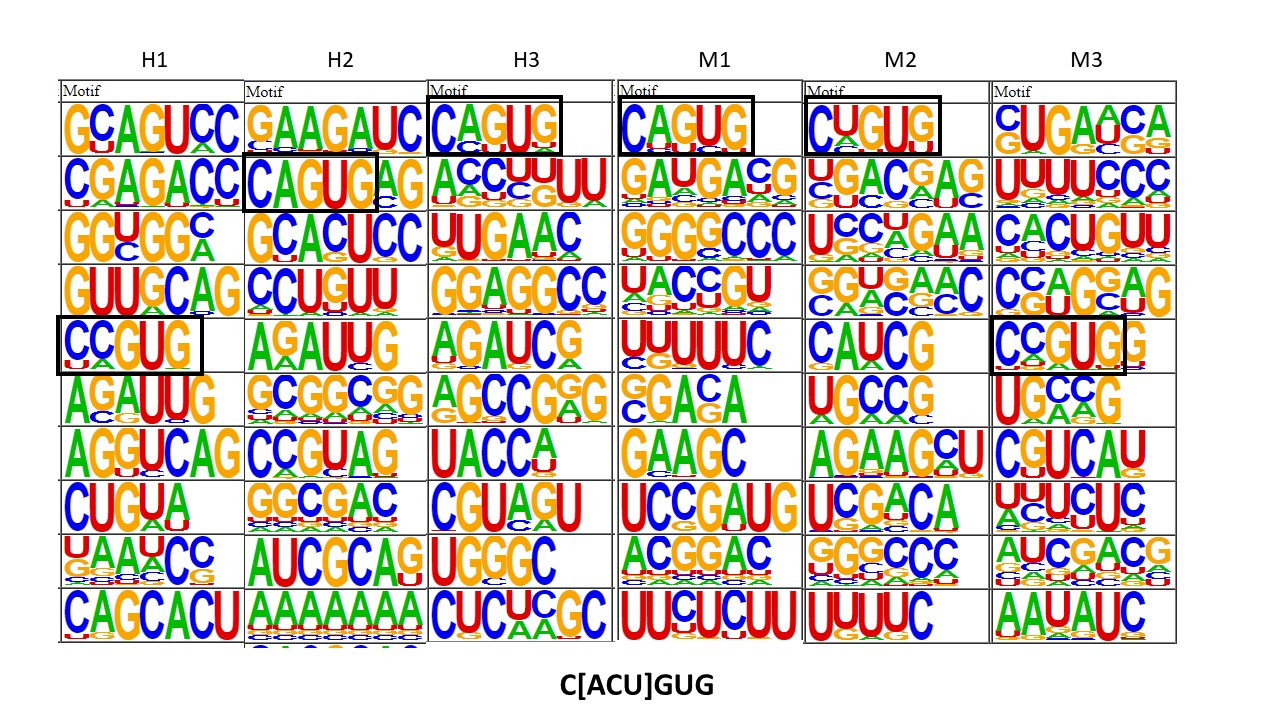 H1 H2 H3 M1 M2 M3
Motif Motif Motif Motif Motif Motif
GCAGUCC GAAGAUC CAGUG CAGUG CUGUG CUGAACA
CGAGACC CAGUGAG ACCUUUU GAUGACG UGACGAG UUUUCCC
GGUGGC GCACUCC UUGAAC GGGGCCC UCCUGAA CACUGUU
GUUGCAG CCUGUU GGAGGCC UACCGU GGUGAAC CCAGGAG
CCGUG AGAUUG AGAUCG UUUUUC CAUCG CCGUGG
AGAUUG GCGGCGG AGCCGGG GGACA UGCCG UGCCG
AGGUCAG CCGUAG UACCA GAAGC AGAAGCU CGUCAU
CUGUA GGCGAC CGUAGU UCCGAUG UCGACA UUUCUC
UAAUCC AUCGCAG UGGGC ACGGAC GGGCCC AUCGACG
CAGCACU AAAAAAA CUCUCGC UUCUCUU UUUUC AAUAUC
C[ACU]GUG